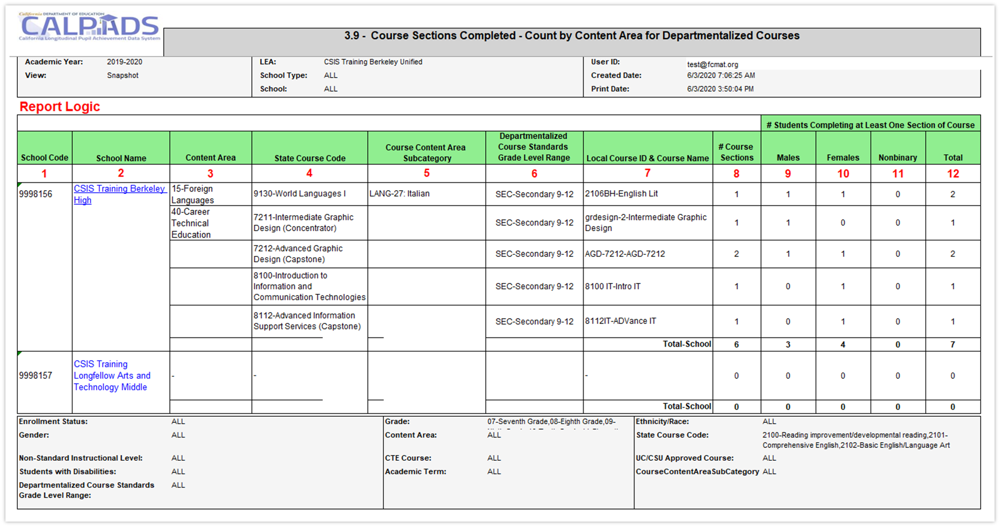 California DEPARTMENT OF EDUCATION
CALPADS
California Longitudinal Pupil Achievement Data System
3.9 - Course Sections Completed - Count by Content Area for Departmentalized Courses
Academic Year: 2019-2020
View: Snapshot
LEA: CSIS Training Berkeley Unified
School Type: ALL
School: ALL
User ID: test@fcmat.org
Created Date: 6/3/2020 7:06:25 AM
Print Date: 6/3/2020 3:50:04 PM
Report Logic
# Students Completing at Least One Section of Course
School Code
School Name
Content Area
State Course Code
Course Content Area
Subcategory
Departmentalized
Course Standards
Grade Level Range
Local Course ID & Course Name
# Course
Sections
Males
Females
Nonbinary
Total
1 2 3 4 5 6 7 8 9 10 11 12
9998156
CSIS Training Berkeley
High
15-Foreign
Languages
9130-World Languages I
LANG-27: Italian
SEC-Secondary 9-12
2106BH-English Lit
1 1 1 0 2
40-Career
Technical
Education
7211-Intermediate Graphic
Design (Concentrator)
SEC-Secondary 9-12
grdesign-2-Intermediate Graphic
Design
1 1 0 0 1
7212-Advanced Graphic
Design (Capstone)
SEC-Secondary 9-12
AGD-7212-AGD-7212
2 1 1 0 2
8100-Introduction to
Information and
Communication Technologies
SEC-Secondary 9-12
8100 IT-Intro IT
1 0 1 0 1
8112-Advanced Information
Support Services (Capstone)
SEC-Secondary 9-12
8112IT-ADVance IT
1 0 1 0 1
Total-School 6 3 4 0 7
9998157
CSIS Training
Longfellow Arts and
Technology Middle
-
-
-
0 0 0 0 0
Total-School 0 0 0 0 0
Enrollment Status: ALL
Gender: ALL
Non-Standard Instructional Level: ALL
Students with Disabilities: ALL
Departmentalized Course Standards ALL
Grade Level Range:
Grade: 07-Seventh Grade,08-Eighth Grade,09-
Content Area: ALL
CTE Course: ALL
Academic Term: ALL
Ethnicity/Race: ALL
State Course Code: 2100-Reading improvement/developmental reading,2101-
Comprehensive English,2102-Basic English/Language Art
UC/CSU Approved Course: ALL
CourseContentAreaSubCategory ALL